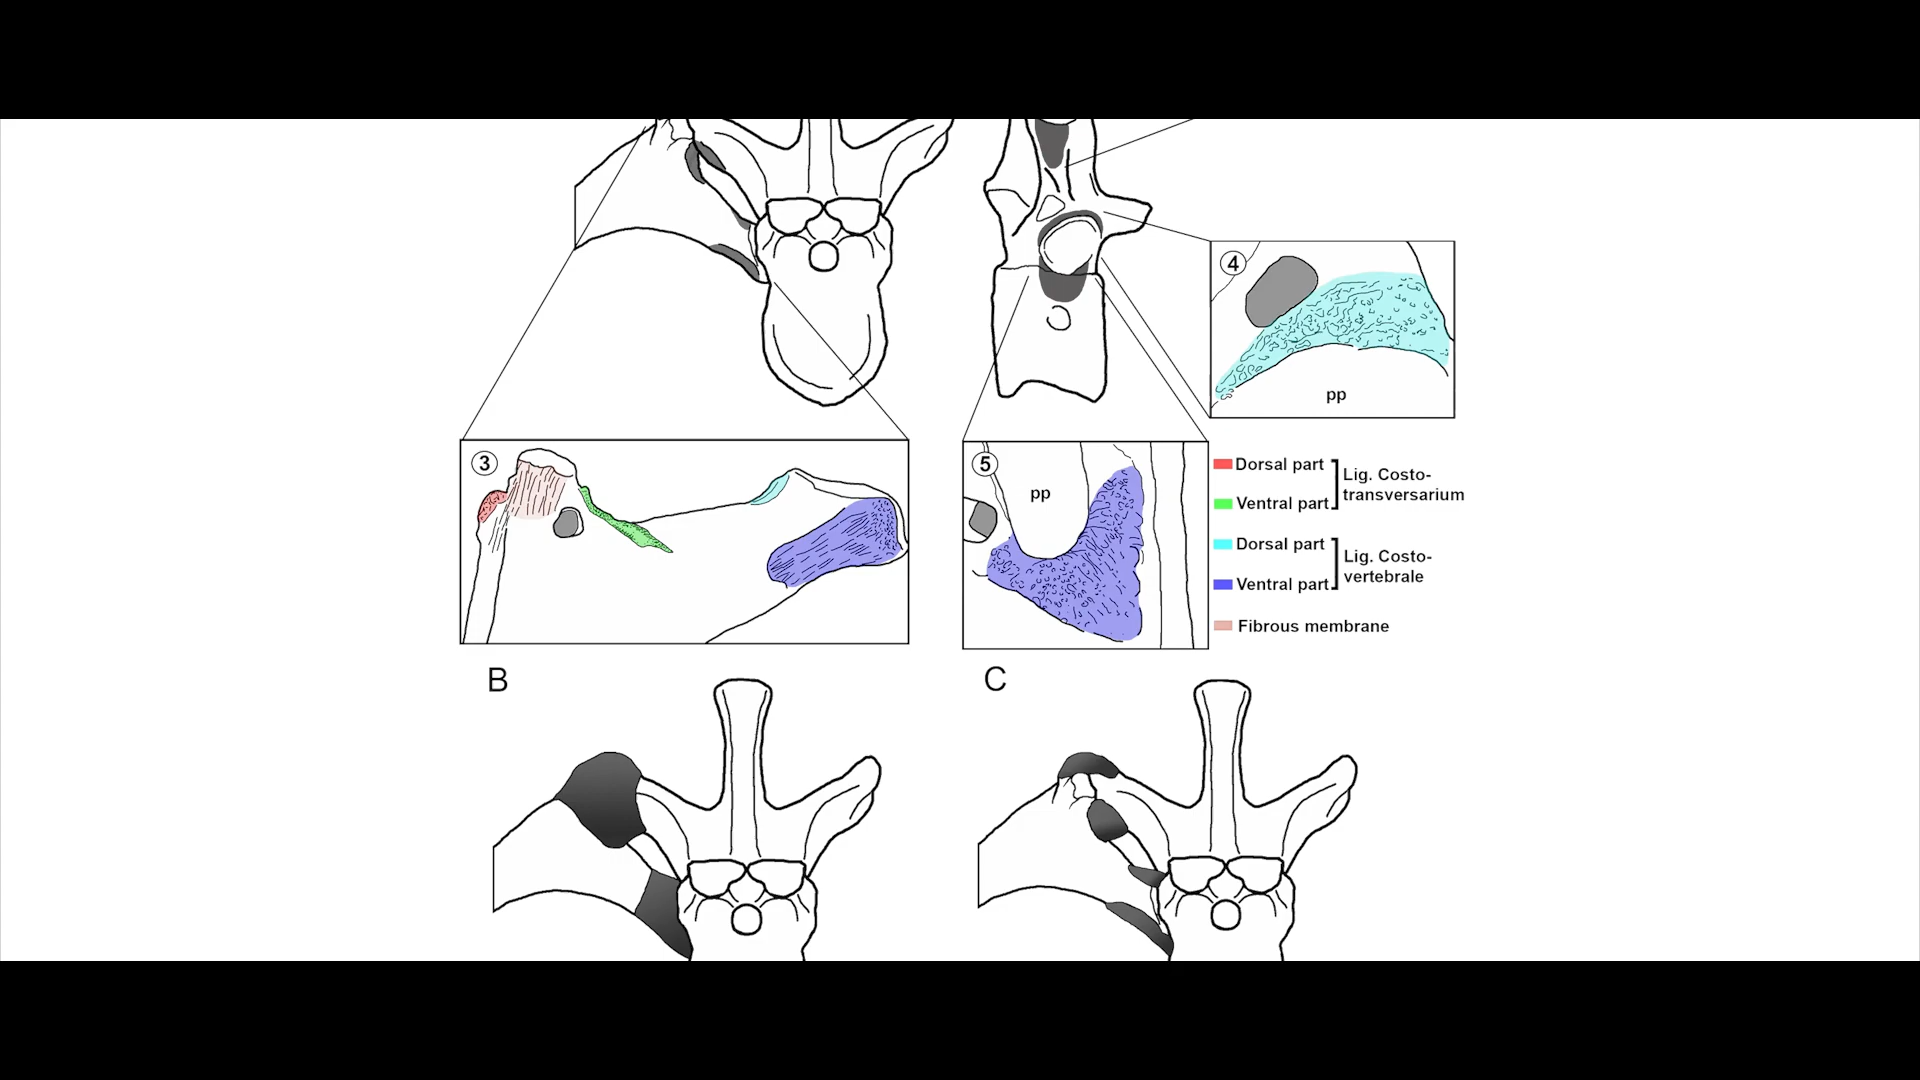 4
pp
3
5
pp
Dorsal part
Ventral part
Lig. Costo-
transversarium
Dorsal part
Ventral part
Lig. Costo-
vertebrale
Fibrous membrane
B
C